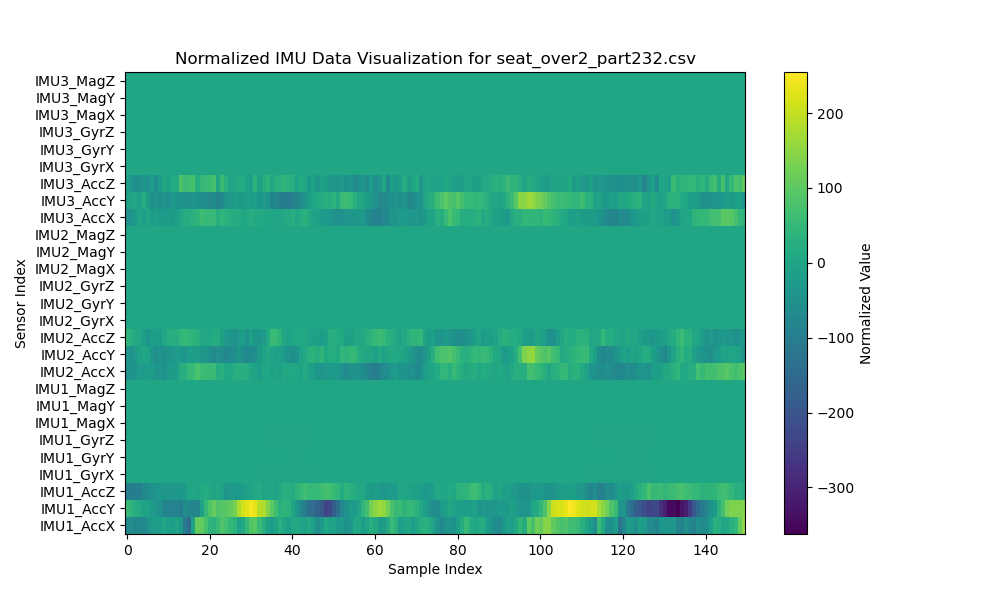 Normalized IMU Data Visualization for seat_over2_part232.csv
Sensor Index
IMU3_MagZ
IMU3_MagY
IMU3_MagX
IMU3_GyrZ
IMU3_GyrY
IMU3_GyrX
IMU3_AccZ
IMU3_AccY
IMU3_AccX
IMU2_MagZ
IMU2_MagY
IMU2_MagX
IMU2_GyrZ
IMU2_GyrY
IMU2_GyrX
IMU2_AccZ
IMU2_AccY
IMU2_AccX
IMU1_MagZ
IMU1_MagY
IMU1_MagX
IMU1_GyrZ
IMU1_GyrY
IMU1_GyrX
IMU1_AccZ
IMU1_AccY
IMU1_AccX
0 20 40 60 80 100 120 140
Sample Index
200
100
0
−100
−200
−300
Normalized Value